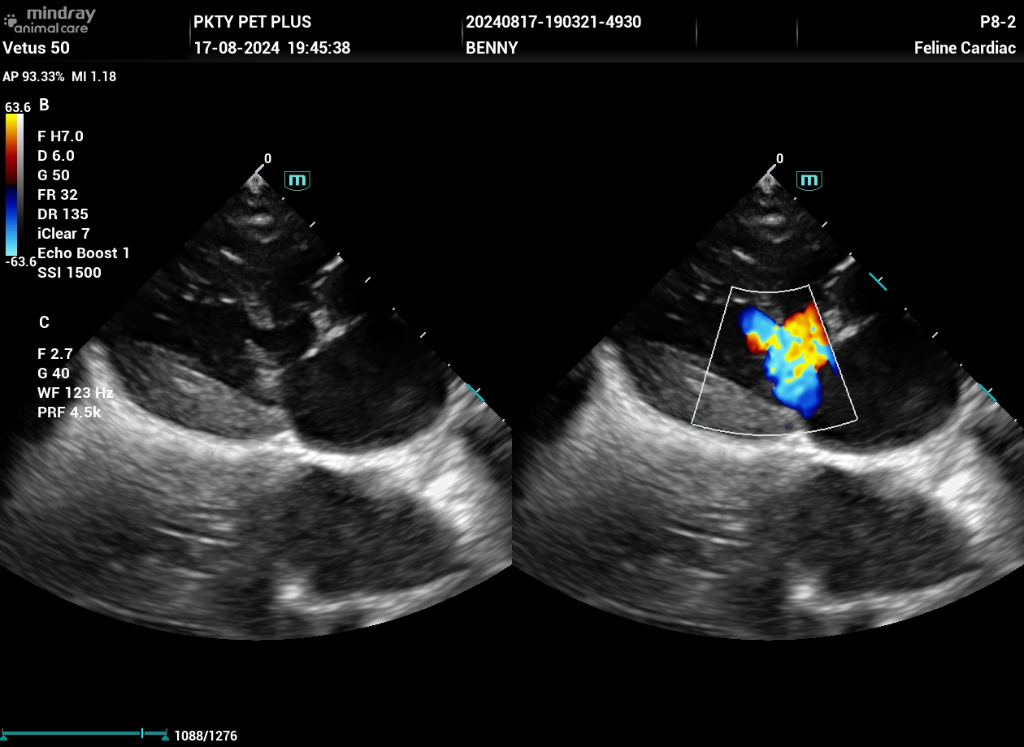 mindray
animalcare
Vetus 50
PKTY PET PLUS
17-08-2024 19:45:38
20240817-190321-4930
BENNY
P8-2
Feline Cardiac
AP 93.33% MI 1.18
63.6
B
F H7.0
D 6.0
G 50
FR 32
DR 135
iClear 7
Echo Boost 1
-63.6
SSI 1500
C
F 2.7
G 40
WF 123 Hz
PRF 4.5k
0
m
0
m
1088/1276